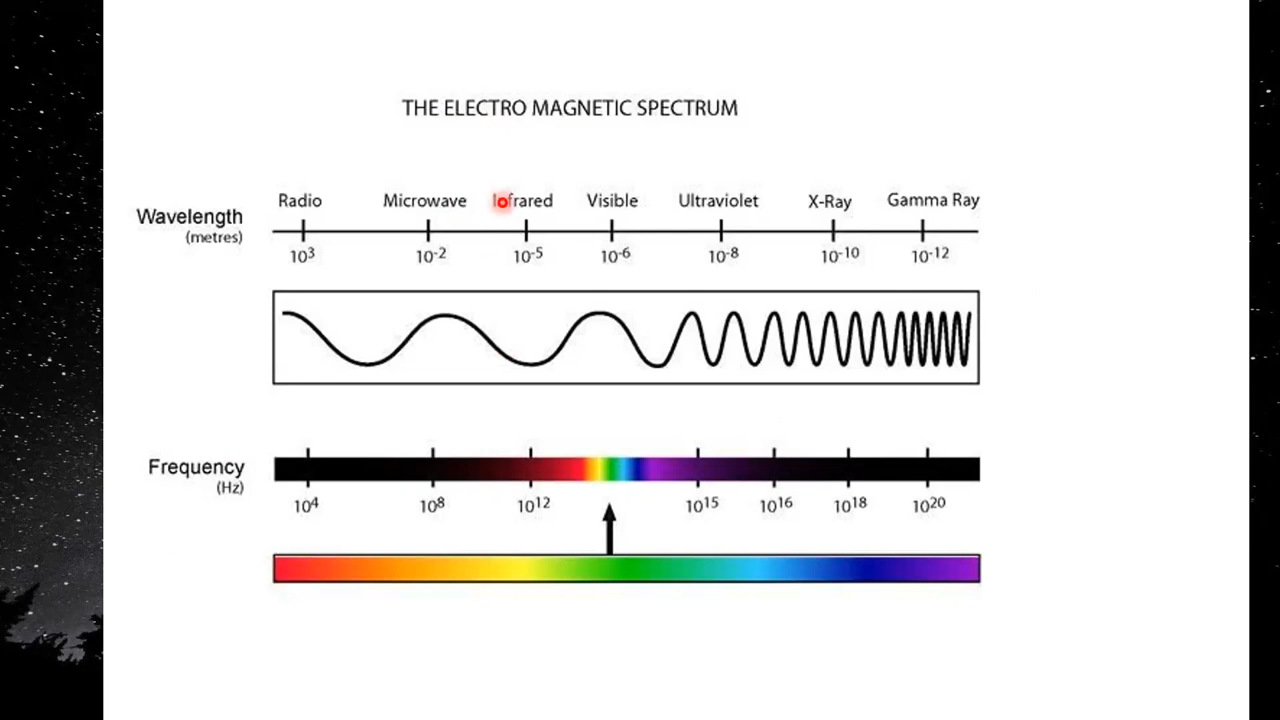 THE ELECTRO MAGNETIC SPECTRUM
Radio Microwave Infrared Visible Ultraviolet X-Ray Gamma Ray
Wavelength
(metres)
10³ 10⁻² 10⁻⁵ 10⁻⁶ 10⁻⁸ 10⁻¹⁰ 10⁻¹²
Frequency
(Hz)
10⁴ 10⁸ 10¹² 10¹⁵ 10¹⁶ 10¹⁸ 10²⁰